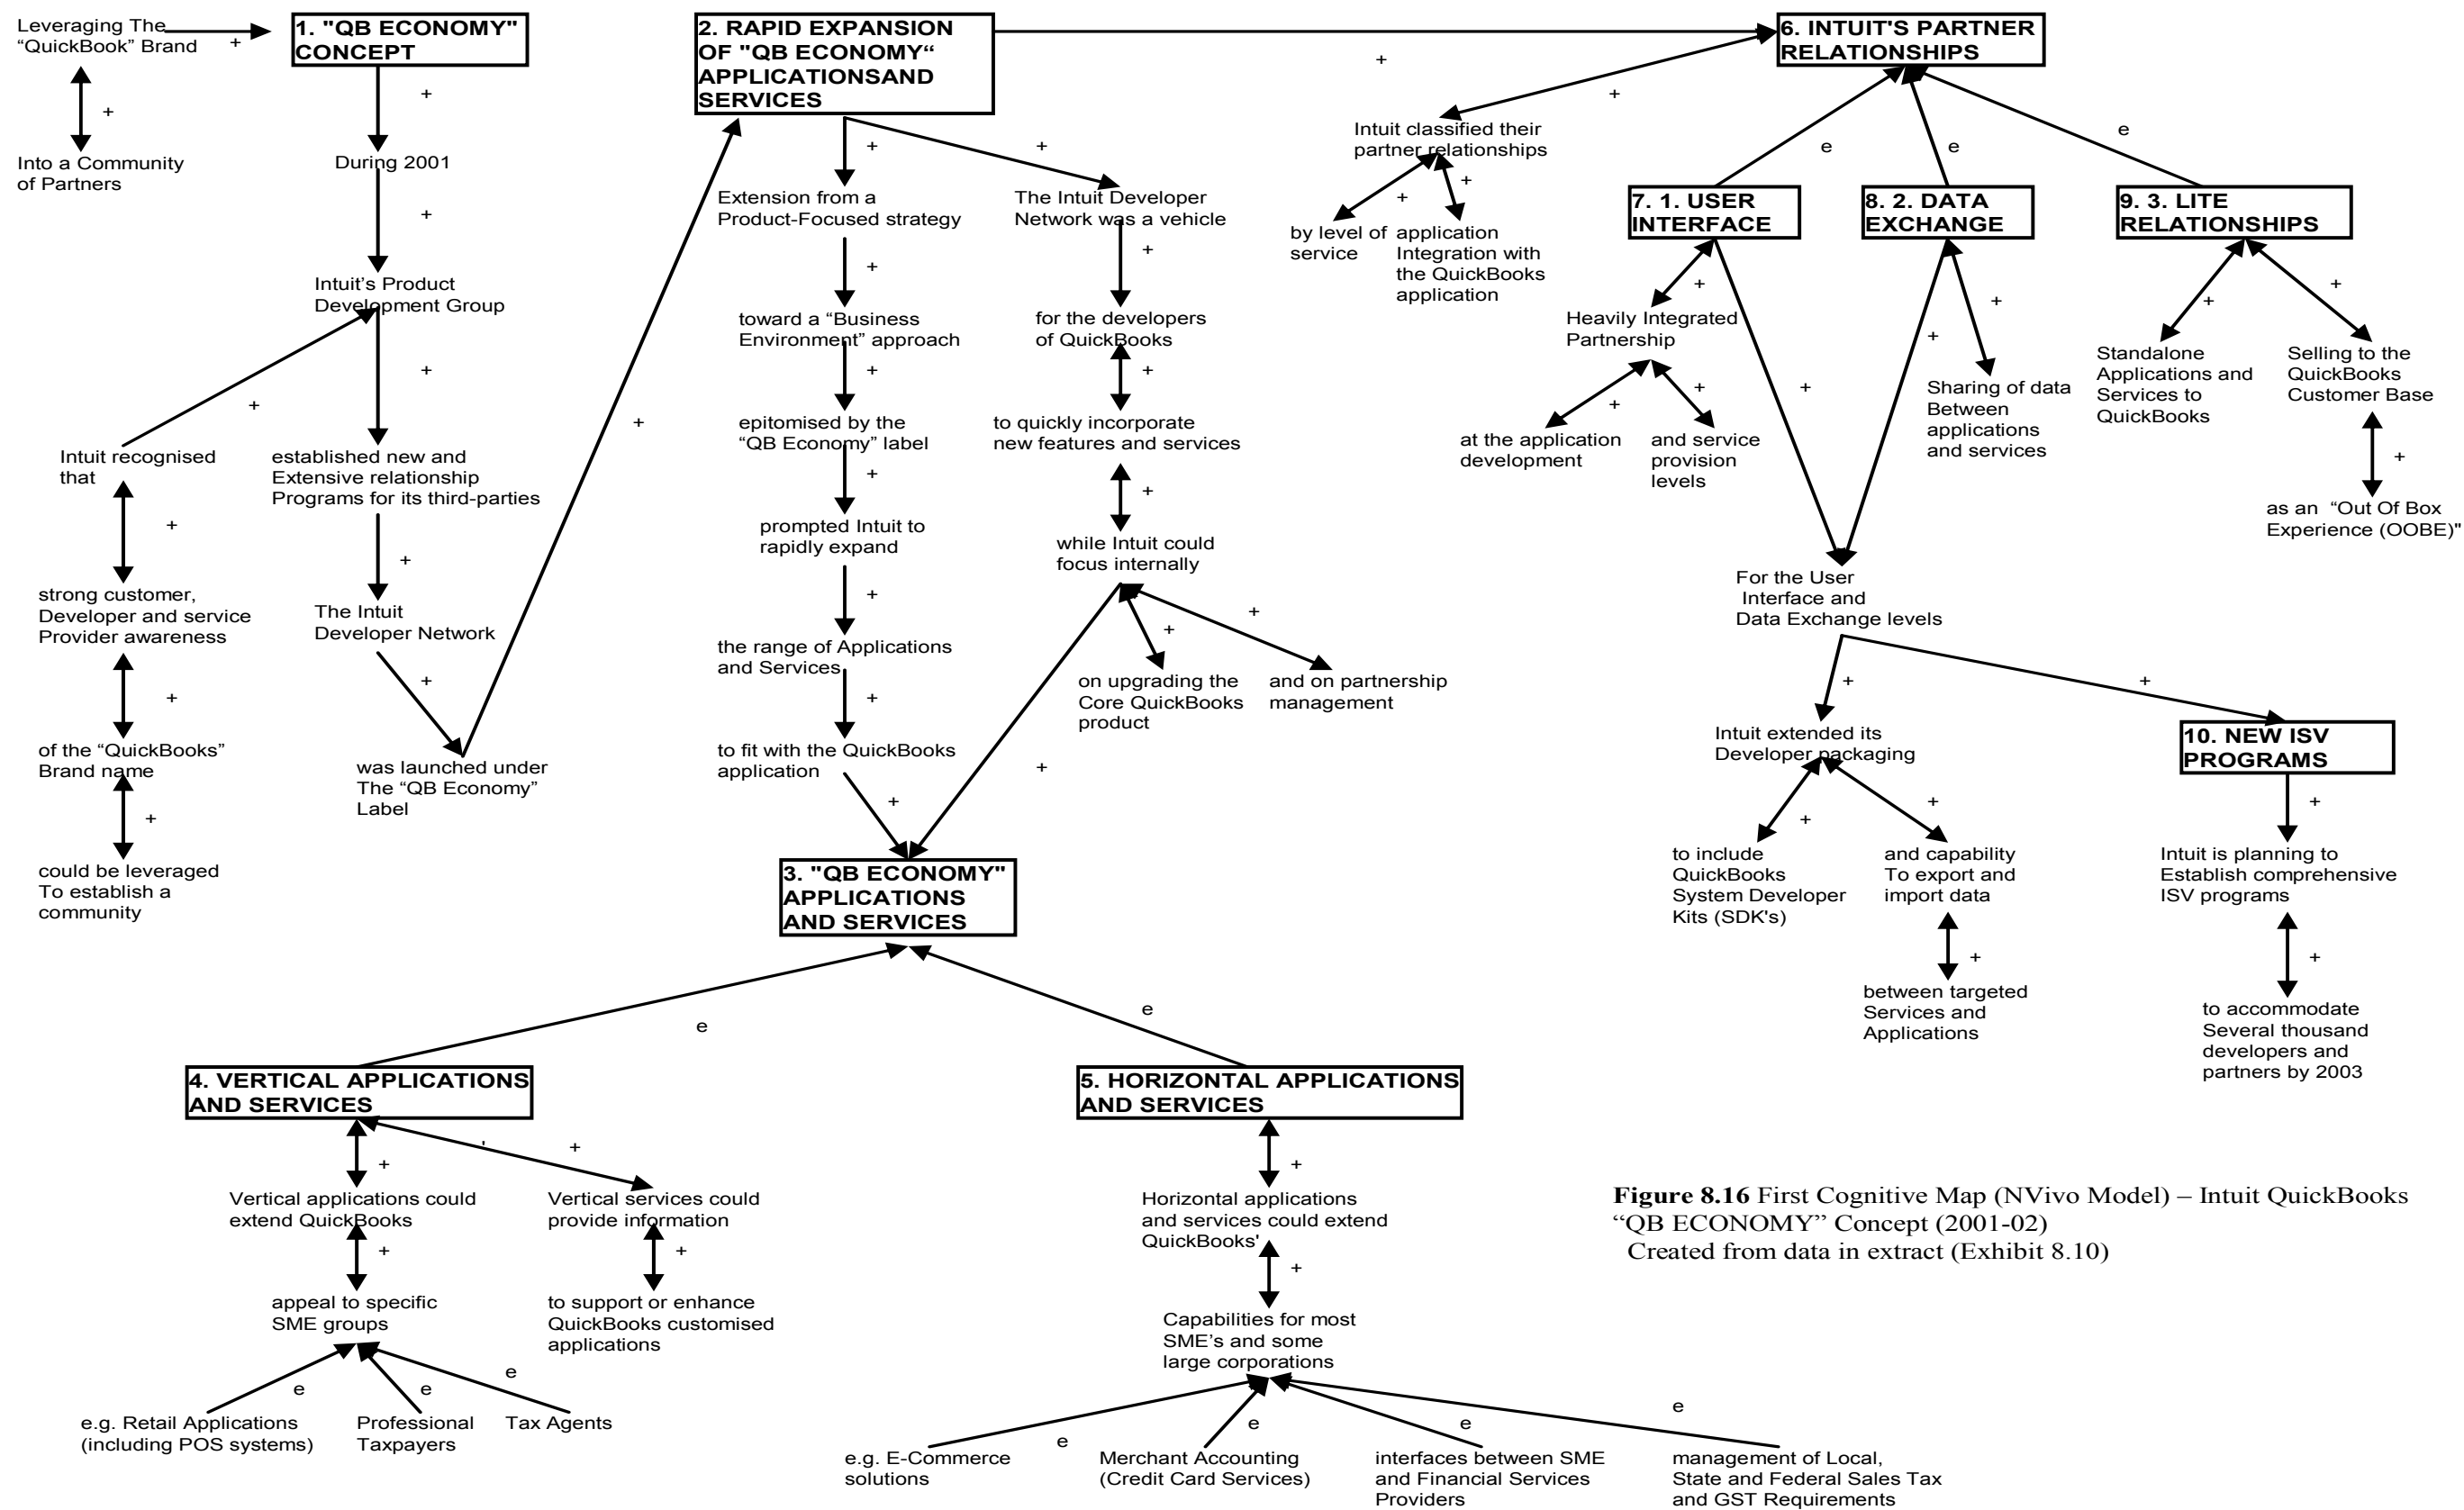 Leveraging The
“QuickBook” Brand
+
+
Into a Community
of Partners
1. "QB ECONOMY"
CONCEPT
+
During 2001
+
Intuit’s Product
Development Group
+
+
Intuit recognised
that
+
strong customer,
Developer and service
Provider awareness
+
of the “QuickBooks”
Brand name
+
could be leveraged
To establish a
community
established new and
Extensive relationship
Programs for its third-parties
+
The Intuit
Developer Network
+
was launched under
The “QB Economy”
Label
+
2. RAPID EXPANSION
OF "QB ECONOMY“
APPLICATIONSAND
SERVICES
+
+
Extension from a
Product-Focused strategy
+
toward a “Business
Environment” approach
+
epitomised by the
“QB Economy” label
+
prompted Intuit to
rapidly expand
+
the range of Applications
and Services
+
to fit with the QuickBooks
application
+
The Intuit Developer
Network was a vehicle
+
for the developers
of QuickBooks
+
to quickly incorporate
new features and services
+
while Intuit could
focus internally
+
+
on upgrading the
Core QuickBooks
product
and on partnership
management
+
3. "QB ECONOMY"
APPLICATIONS
AND SERVICES
e
e
4. VERTICAL APPLICATIONS
AND SERVICES
+
'
+
Vertical applications could
extend QuickBooks
+
appeal to specific
SME groups
e
e
e
e.g. Retail Applications
(including POS systems)
Professional
Taxpayers
Tax Agents
Vertical services could
provide information
+
to support or enhance
QuickBooks customised
applications
5. HORIZONTAL APPLICATIONS
AND SERVICES
+
Horizontal applications
and services could extend
QuickBooks'
+
Capabilities for most
SME’s and some
large corporations
e
e
e
e
e.g. E-Commerce
solutions
Merchant Accounting
(Credit Card Services)
interfaces between SME
and Financial Services
Providers
management of Local,
State and Federal Sales Tax
and GST Requirements
+
6. INTUIT'S PARTNER
RELATIONSHIPS
+
Intuit classified their
partner relationships
+
+
by level of
service
application
Integration with
the QuickBooks
application
e
e
e
7. 1. USER
INTERFACE
8. 2. DATA
EXCHANGE
9. 3. LITE
RELATIONSHIPS
+
Heavily Integrated
Partnership
+
+
at the application
development
and service
provision
levels
+
+
+
Sharing of data
Between
applications
and services
+
+
Standalone
Applications and
Services to
QuickBooks
Selling to the
QuickBooks
Customer Base
+
as an “Out Of Box
Experience (OOBE)"
For the User
Interface and
Data Exchange levels
+
+
Intuit extended its
Developer packaging
+
+
to include
QuickBooks
System Developer
Kits (SDK's)
and capability
To export and
import data
+
between targeted
Services and
Applications
10. NEW ISV
PROGRAMS
+
Intuit is planning to
Establish comprehensive
ISV programs
+
to accommodate
Several thousand
developers and
partners by 2003
Figure 8.16 First Cognitive Map (NVivo Model) – Intuit QuickBooks
“QB ECONOMY” Concept (2001-02)
Created from data in extract (Exhibit 8.10)